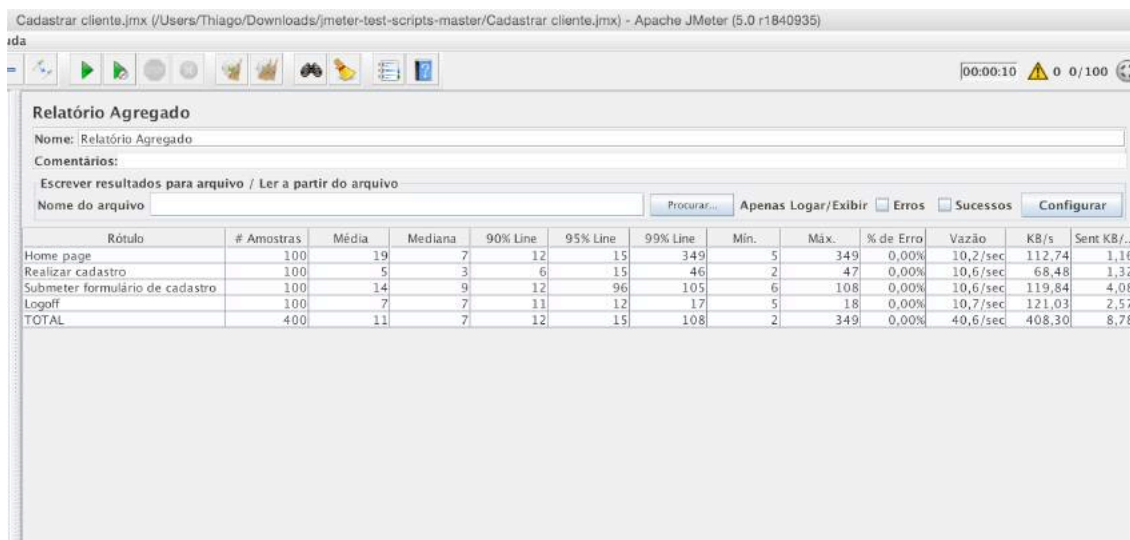 Cadastrar cliente.jmx (/Users/Thiago/Downloads/jmeter-test-scripts-master/Cadastrar cliente.jmx) - Apache JMeter (5.0 r1840935)
uda
00:00:10 0 0/100
Relatório Agregado
Nome: Relatório Agregado
Comentários:
Escrever resultados para arquivo / Ler a partir do arquivo
Nome do arquivo Procurar... Apenas Logar/Exibir Erros Sucessos Configurar
Rótulo # Amostras Média Mediana 90% Line 95% Line 99% Line Mín. Máx. % de Erro Vazão KB/s Sent KB/..
Home page 100 19 7 12 15 349 5 349 0,00% 10,2/sec 112,74 1,16
Realizar cadastro 100 5 3 6 15 46 2 47 0,00% 10,6/sec 68,48 1,32
Submeter formulário de cadastro 100 14 9 12 96 105 6 108 0,00% 10,6/sec 119,84 4,08
Logoff 100 7 7 11 12 17 5 18 0,00% 10,7/sec 121,03 2,57
TOTAL 400 11 7 12 15 108 2 349 0,00% 40,6/sec 408,30 8,78